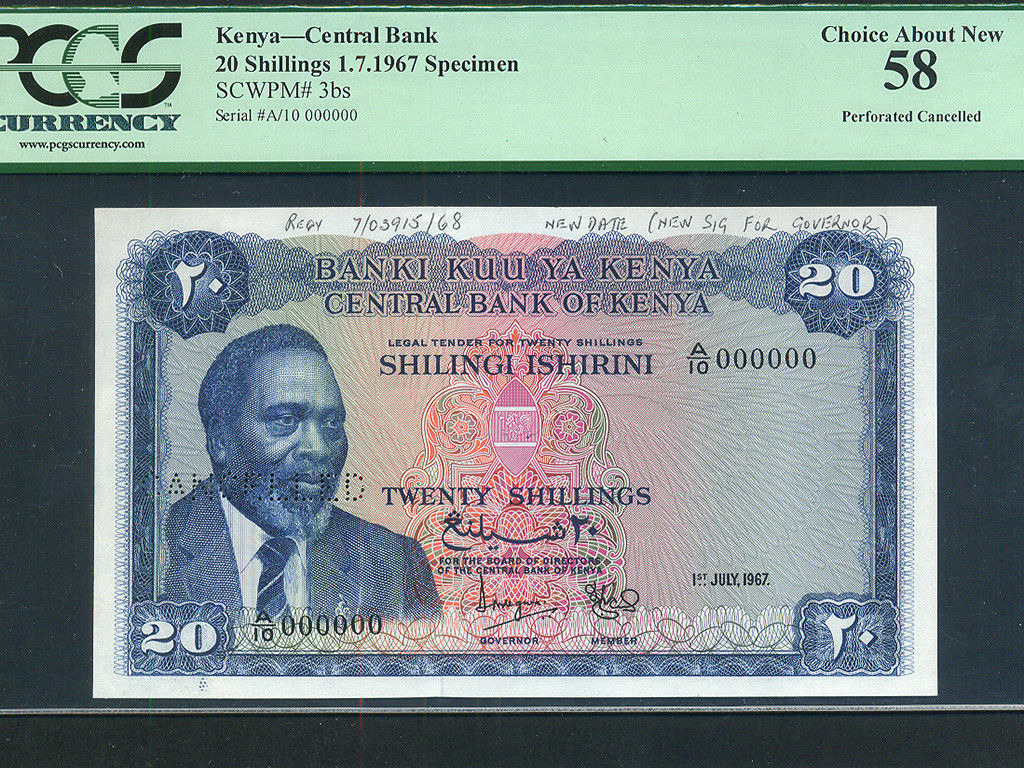 PCGS
™
CURRENCY
www.pcgscurrency.com
Kenya—Central Bank
20 Shillings 1.7.1967 Specimen
SCWPM# 3bs
Serial #A/10 000000
Choice About New
58
Perforated Cancelled
REQN 7/03915/68 NEW DATE (NEW SIG FOR GOVERNOR)
٢٠
BANKI KUU YA KENYA
20
CENTRAL BANK OF KENYA
LEGAL TENDER FOR TWENTY SHILLINGS
SHILINGI ISHIRINI
A/10 000000
CANCELLED
TWENTY SHILLINGS
٢٠ شيلينغ
FOR THE BOARD OF DIRECTORS
OF THE CENTRAL BANK OF KENYA
1ST JULY, 1967.
A/10 000000
20
GOVERNOR MEMBER
٢٠